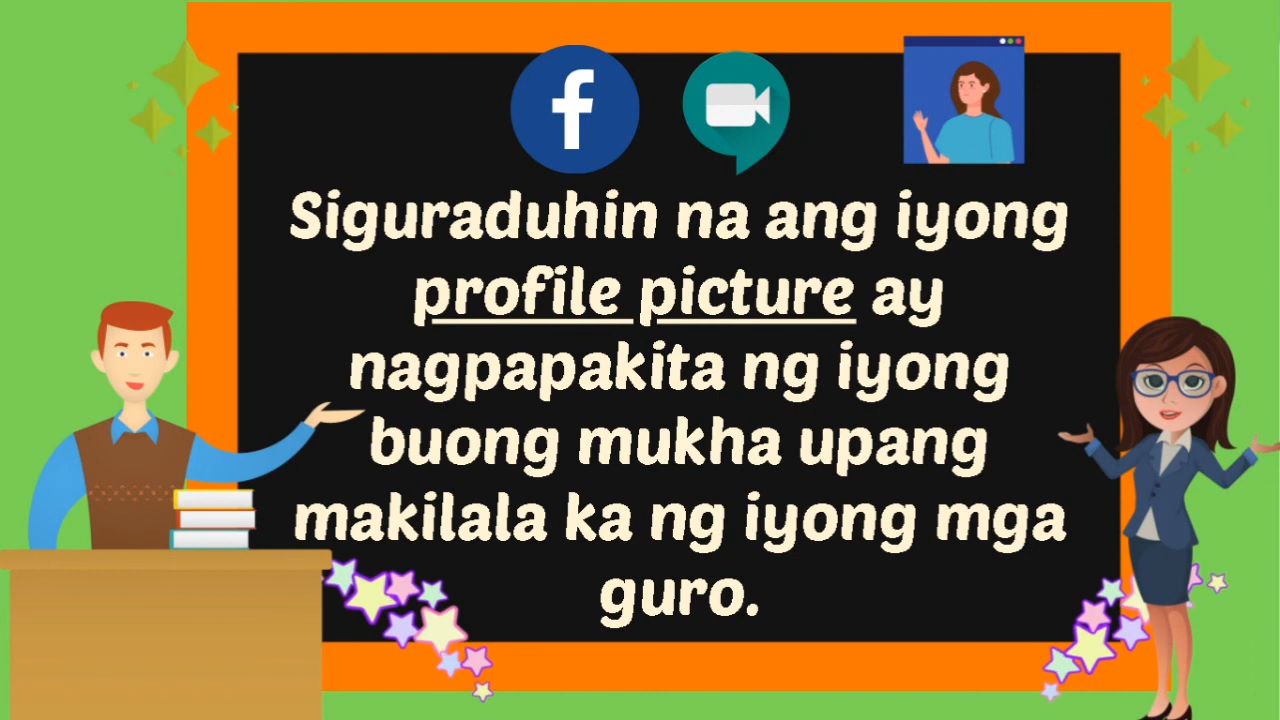 Siguraduhin na ang iyong
profile picture ay
nagpapakita ng iyong
buong mukha upang
makilala ka ng iyong mga
guro.